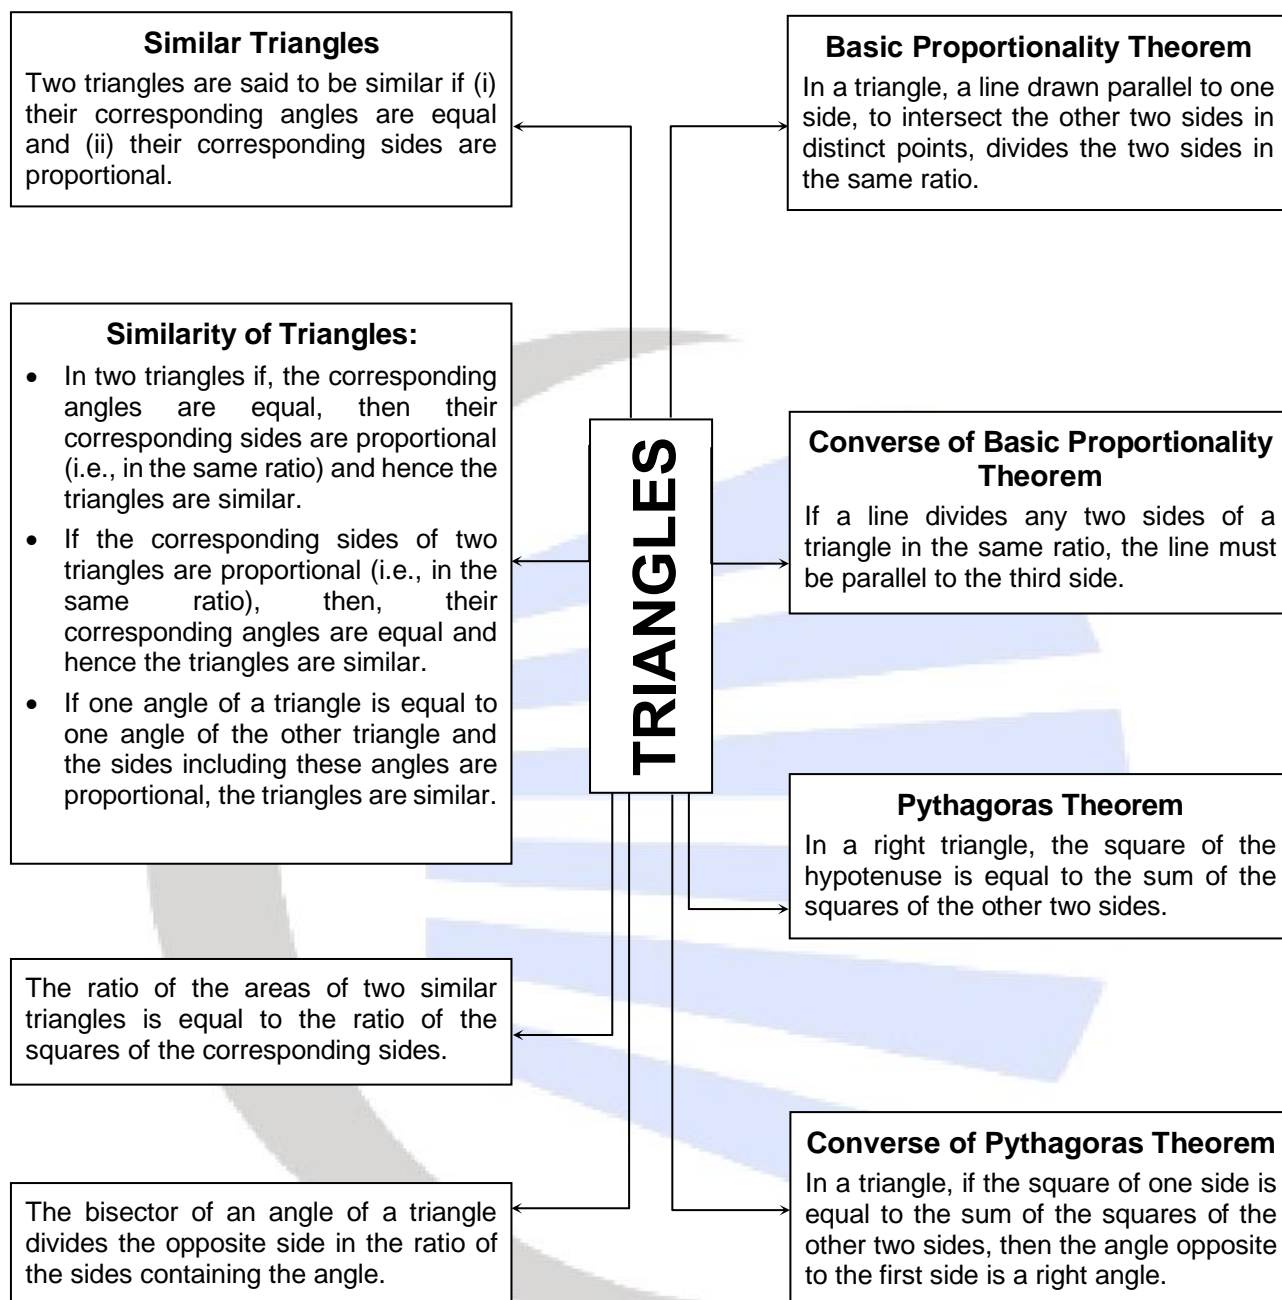 Similar Triangles
Two triangles are said to be similar if (i)
their corresponding angles are equal
and (ii) their corresponding sides are
proportional.
Basic Proportionality Theorem
In a triangle, a line drawn parallel to one
side, to intersect the other two sides in
distinct points, divides the two sides in
the same ratio.
Similarity of Triangles:
• In two triangles if, the corresponding
angles are equal, then their
corresponding sides are proportional
(i.e., in the same ratio) and hence the
triangles are similar.
• If the corresponding sides of two
triangles are proportional (i.e., in the
same ratio), then, their
corresponding angles are equal and
hence the triangles are similar.
• If one angle of a triangle is equal to
one angle of the other triangle and
the sides including these angles are
proportional, the triangles are similar.
TRIANGLES
Converse of Basic Proportionality
Theorem
If a line divides any two sides of a
triangle in the same ratio, the line must
be parallel to the third side.
Pythagoras Theorem
In a right triangle, the square of the
hypotenuse is equal to the sum of the
squares of the other two sides.
The ratio of the areas of two similar
triangles is equal to the ratio of the
squares of the corresponding sides.
The bisector of an angle of a triangle
divides the opposite side in the ratio of
the sides containing the angle.
Converse of Pythagoras Theorem
In a triangle, if the square of one side is
equal to the sum of the squares of the
other two sides, then the angle opposite
to the first side is a right angle.